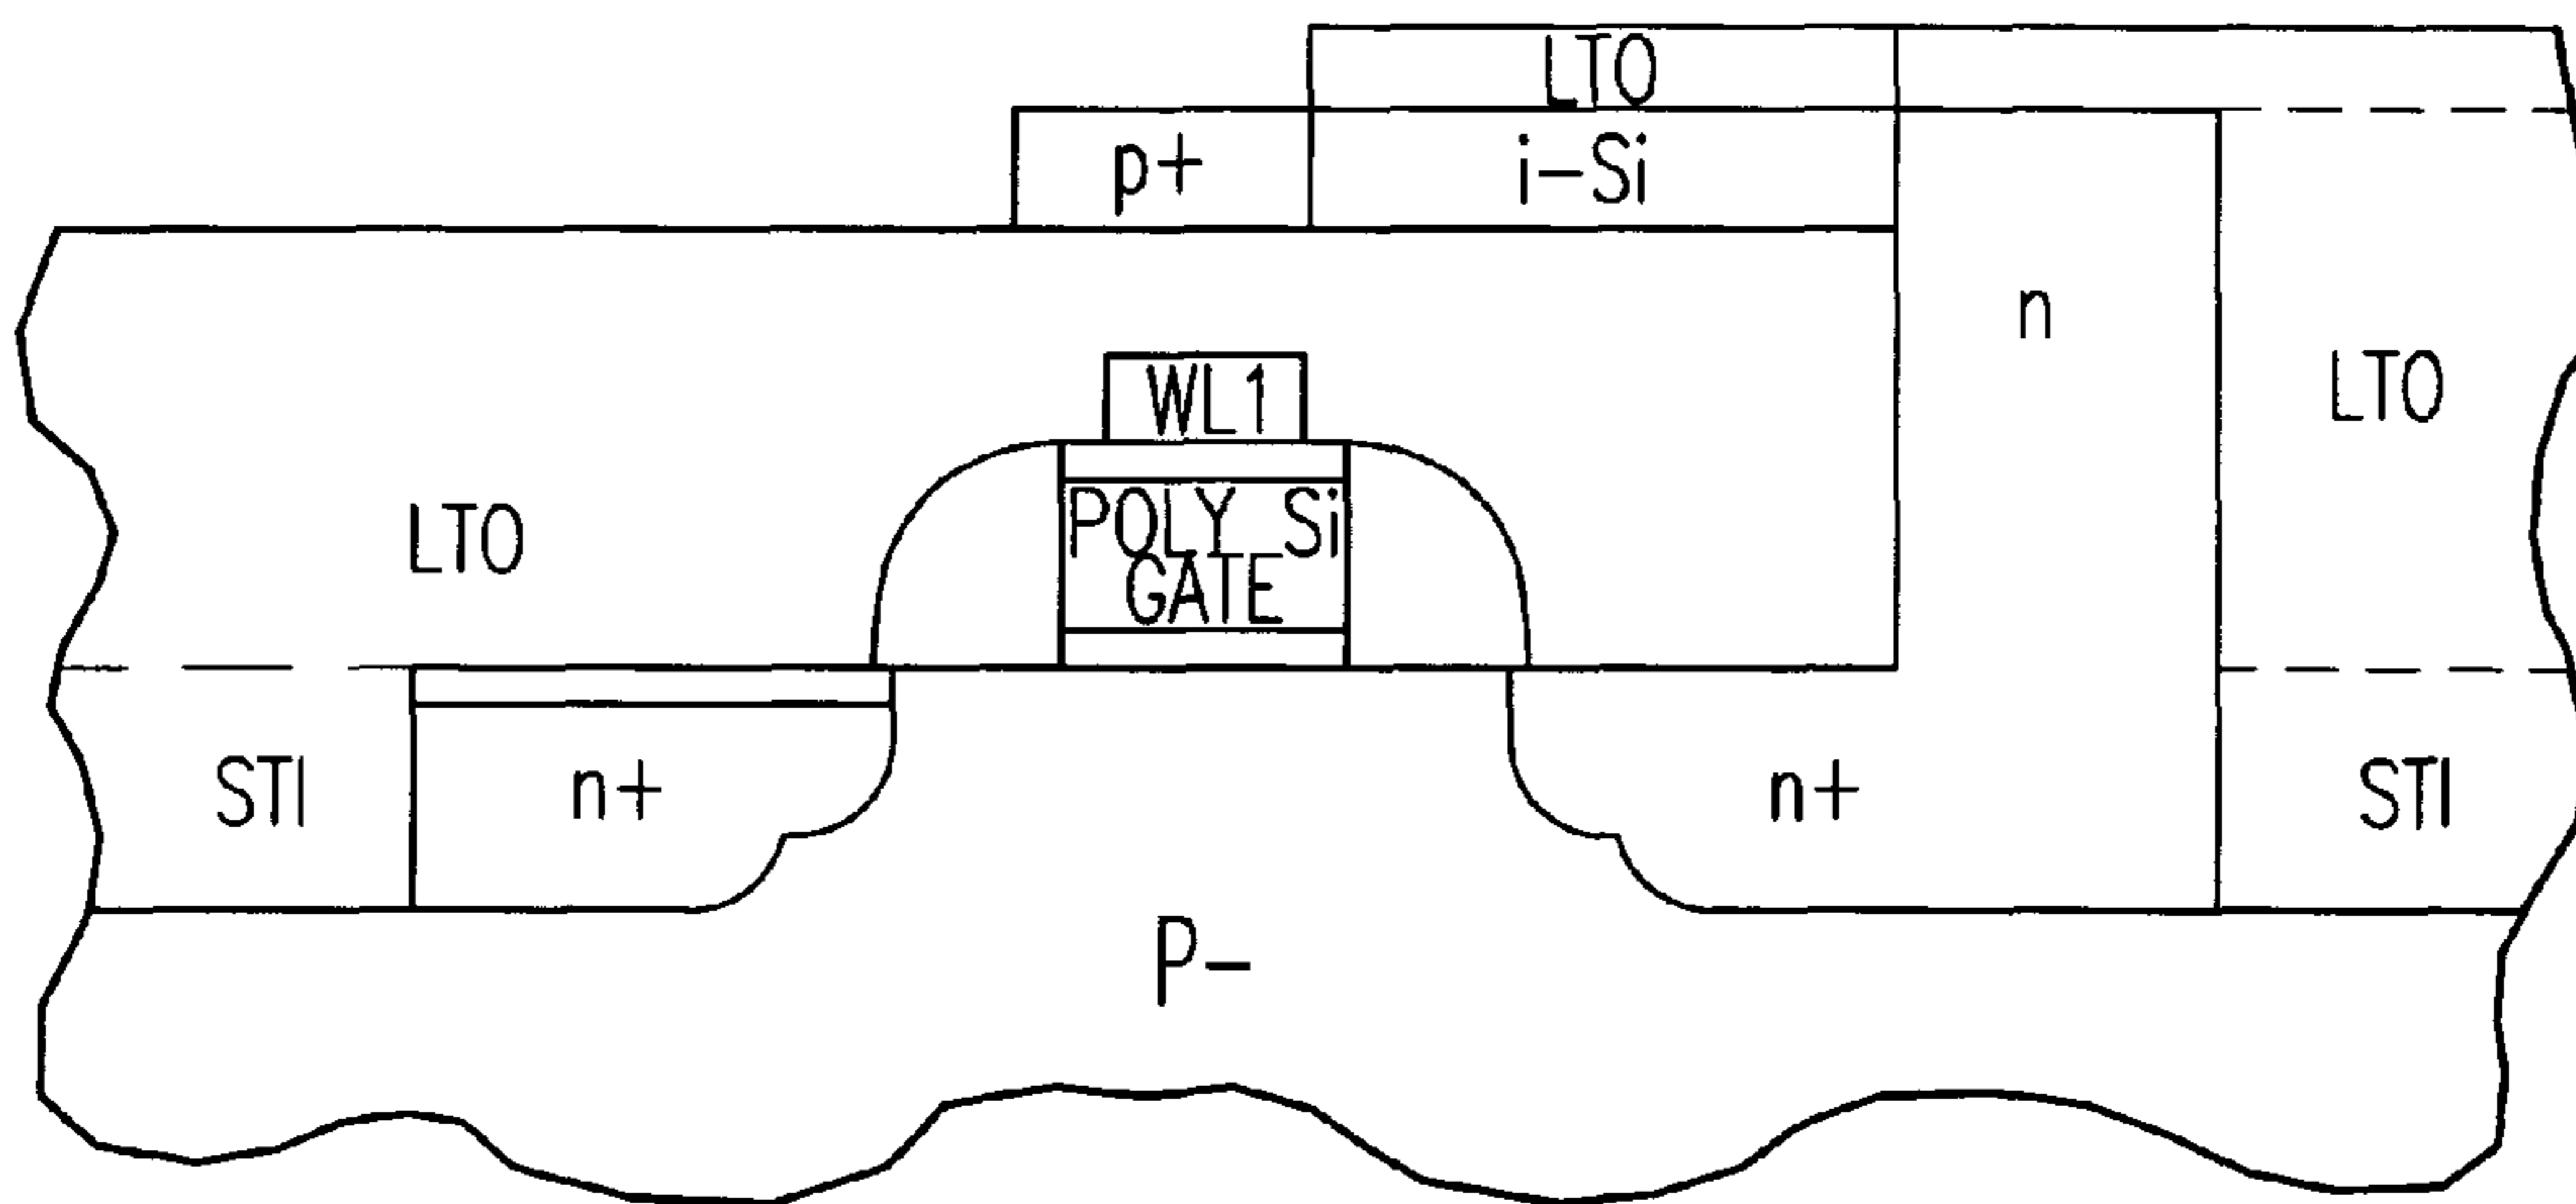 LTO
p+
i-Si
n
WL1
LTO
POLY Si
GATE
LTO
STI
n+
n+
STI
P-